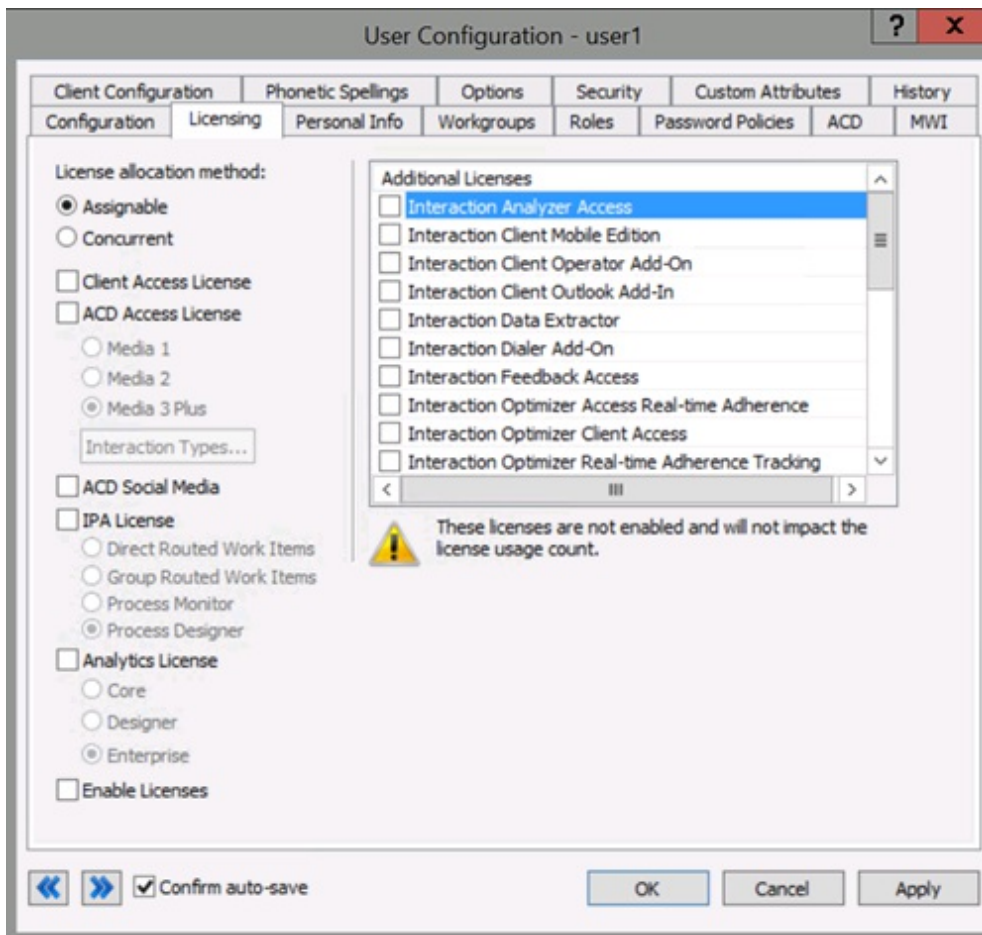 User Configuration - user1
? X
Client Configuration Phonetic Spellings Options Security Custom Attributes History
Configuration Licensing Personal Info Workgroups Roles Password Policies ACD MWI
License allocation method:
Assignable
Concurrent
Client Access License
ACD Access License
Media 1
Media 2
Media 3 Plus
Interaction Types...
ACD Social Media
IPA License
Direct Routed Work Items
Group Routed Work Items
Process Monitor
Process Designer
Analytics License
Core
Designer
Enterprise
Enable Licenses
Additional Licenses
Interaction Analyzer Access
Interaction Client Mobile Edition
Interaction Client Operator Add-On
Interaction Client Outlook Add-In
Interaction Data Extractor
Interaction Dialer Add-On
Interaction Feedback Access
Interaction Optimizer Access Real-time Adherence
Interaction Optimizer Client Access
Interaction Optimizer Real-time Adherence Tracking
These licenses are not enabled and will not impact the
license usage count.
Confirm auto-save
OK Cancel Apply